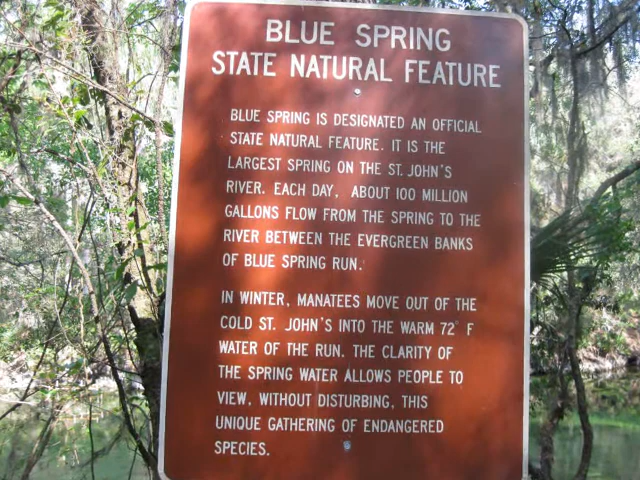 BLUE SPRING
STATE NATURAL FEATURE
BLUE SPRING IS DESIGNATED AN OFFICIAL
STATE NATURAL FEATURE. IT IS THE
LARGEST SPRING ON THE ST. JOHN'S
RIVER. EACH DAY, ABOUT 100 MILLION
GALLONS FLOW FROM THE SPRING TO THE
RIVER BETWEEN THE EVERGREEN BANKS
OF BLUE SPRING RUN.
IN WINTER, MANATEES MOVE OUT OF THE
COLD ST. JOHN'S INTO THE WARM 72° F
WATER OF THE RUN. THE CLARITY OF
THE SPRING WATER ALLOWS PEOPLE TO
VIEW, WITHOUT DISTURBING, THIS
UNIQUE GATHERING OF ENDANGERED
SPECIES.